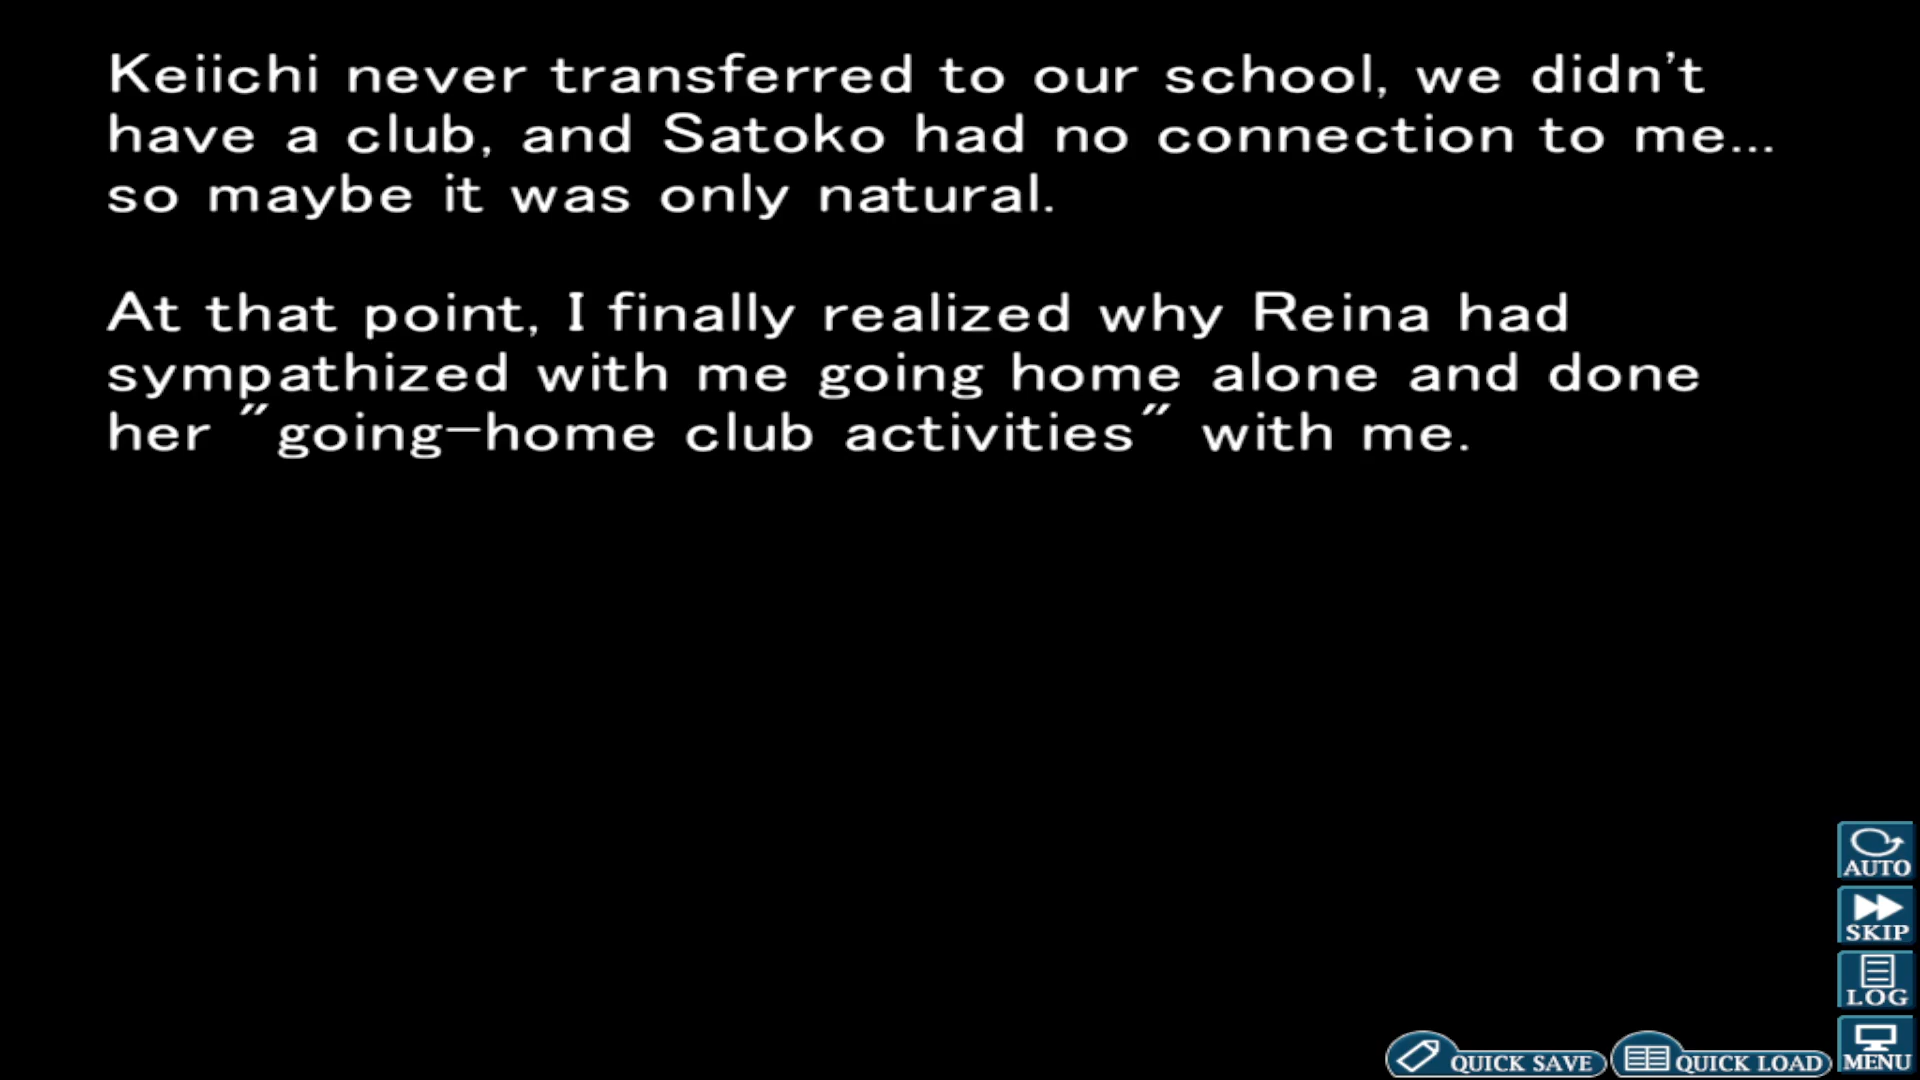 Keiichi never transferred to our school, we didn't
have a club, and Satoko had no connection to me...
so maybe it was only natural.
At that point, I finally realized why Reina had
sympathized with me going home alone and done
her "going-home club activities" with me.
AUTO
SKIP
LOG
MENU
QUICK SAVE
QUICK LOAD